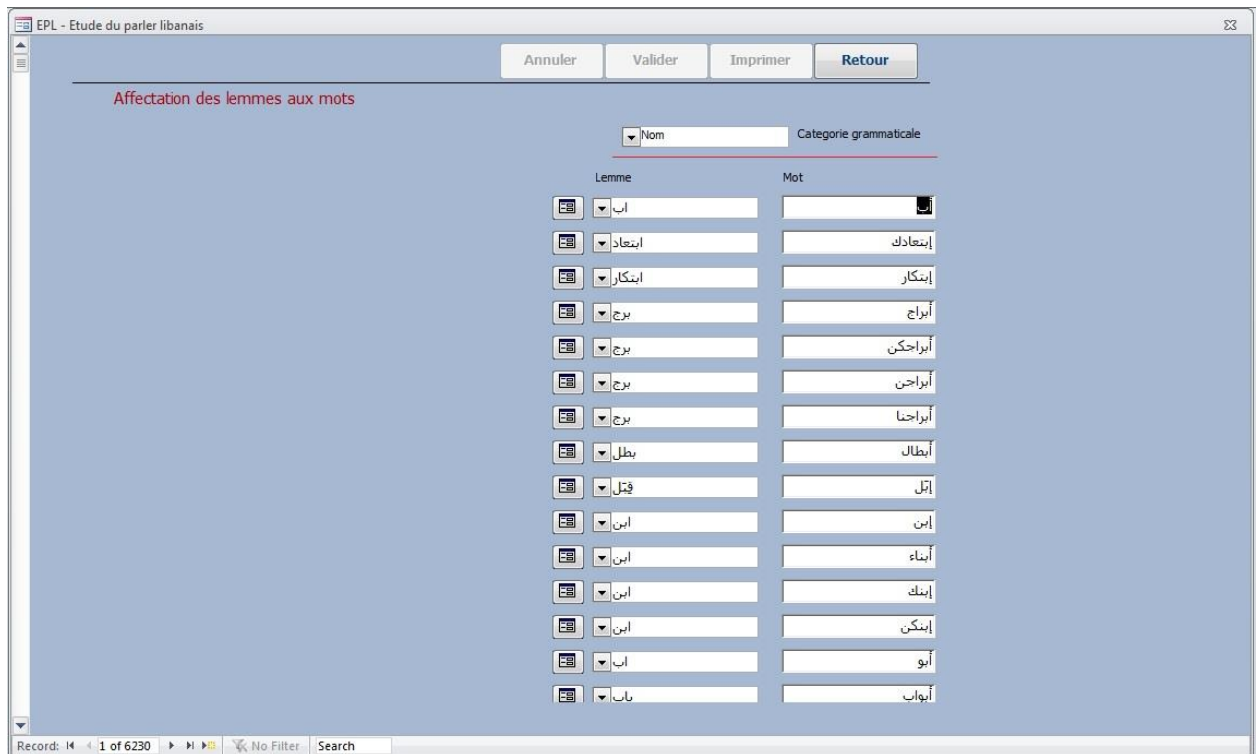 EPL - Etude du parler libanais
Annuler Valider Imprimer Retour
Affectation des lemmes aux mots
Nom Categorie grammaticale
Lemme Mot
اب أب
ابتعاد إبتعادك
ابتكار إبتكار
برج أبراج
برج أبراجكن
برج أبراجن
برج أبراجنا
بطل أبطال
قِبَل إبَل
ابن إبن
ابن أبناء
ابن إبنك
ابن إبنكن
اب أبو
باب أبواب
Record: 1 of 6230 No Filter Search